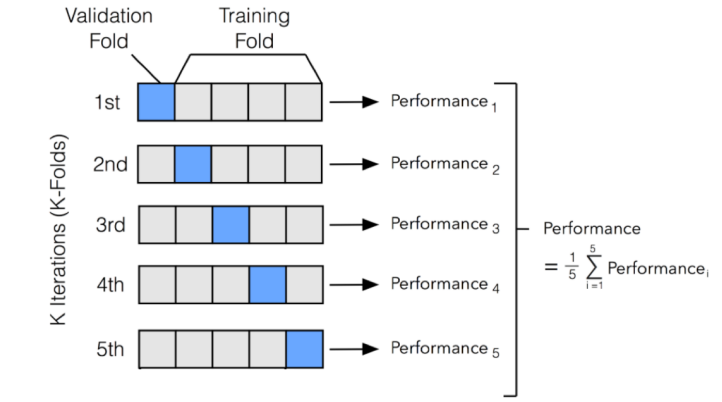 Validation
Fold
Training
Fold
K Iterations (K-Folds)
1st
Performance 1
2nd
Performance 2
3rd
Performance 3
4th
Performance 4
5th
Performance 5
Performance
= 1/5 5 ∑ i=1 Performance i